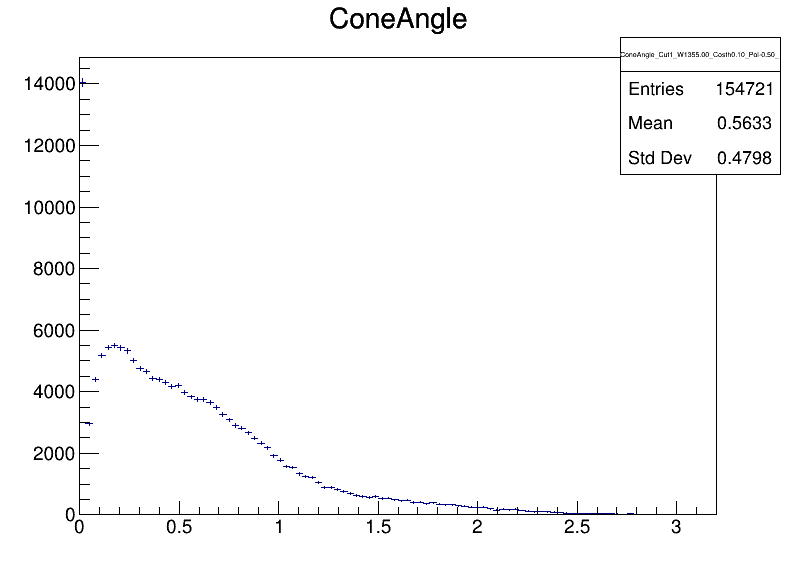 ConeAngle
ConeAngle_Cut1_W1355.00_Costh0.10_Pol-0.50_
Entries 154721
Mean 0.5633
Std Dev 0.4798
14000
12000
10000
8000
6000
4000
2000
0
0 0.5 1 1.5 2 2.5 3